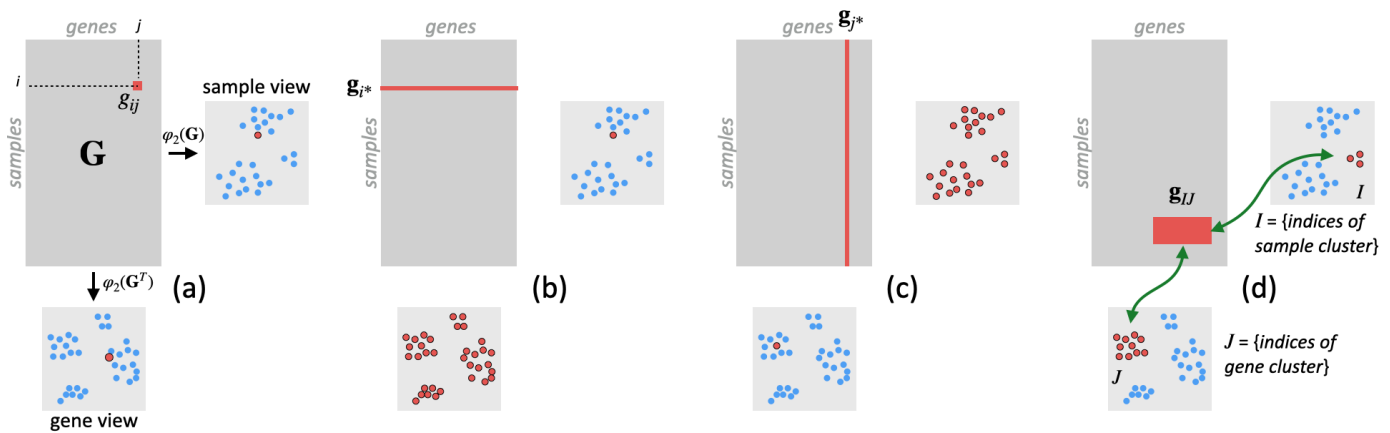 genes
j
i
g_ij
samples
G
φ₂(G)
sample view
φ₂(Gᵀ)
(a)
gene view
genes
g_i*
samples
(b)
g_j*
genes
samples
(c)
genes
samples
g_IJ
I
I = {indices of
sample cluster}
(d)
J
J = {indices of
gene cluster}